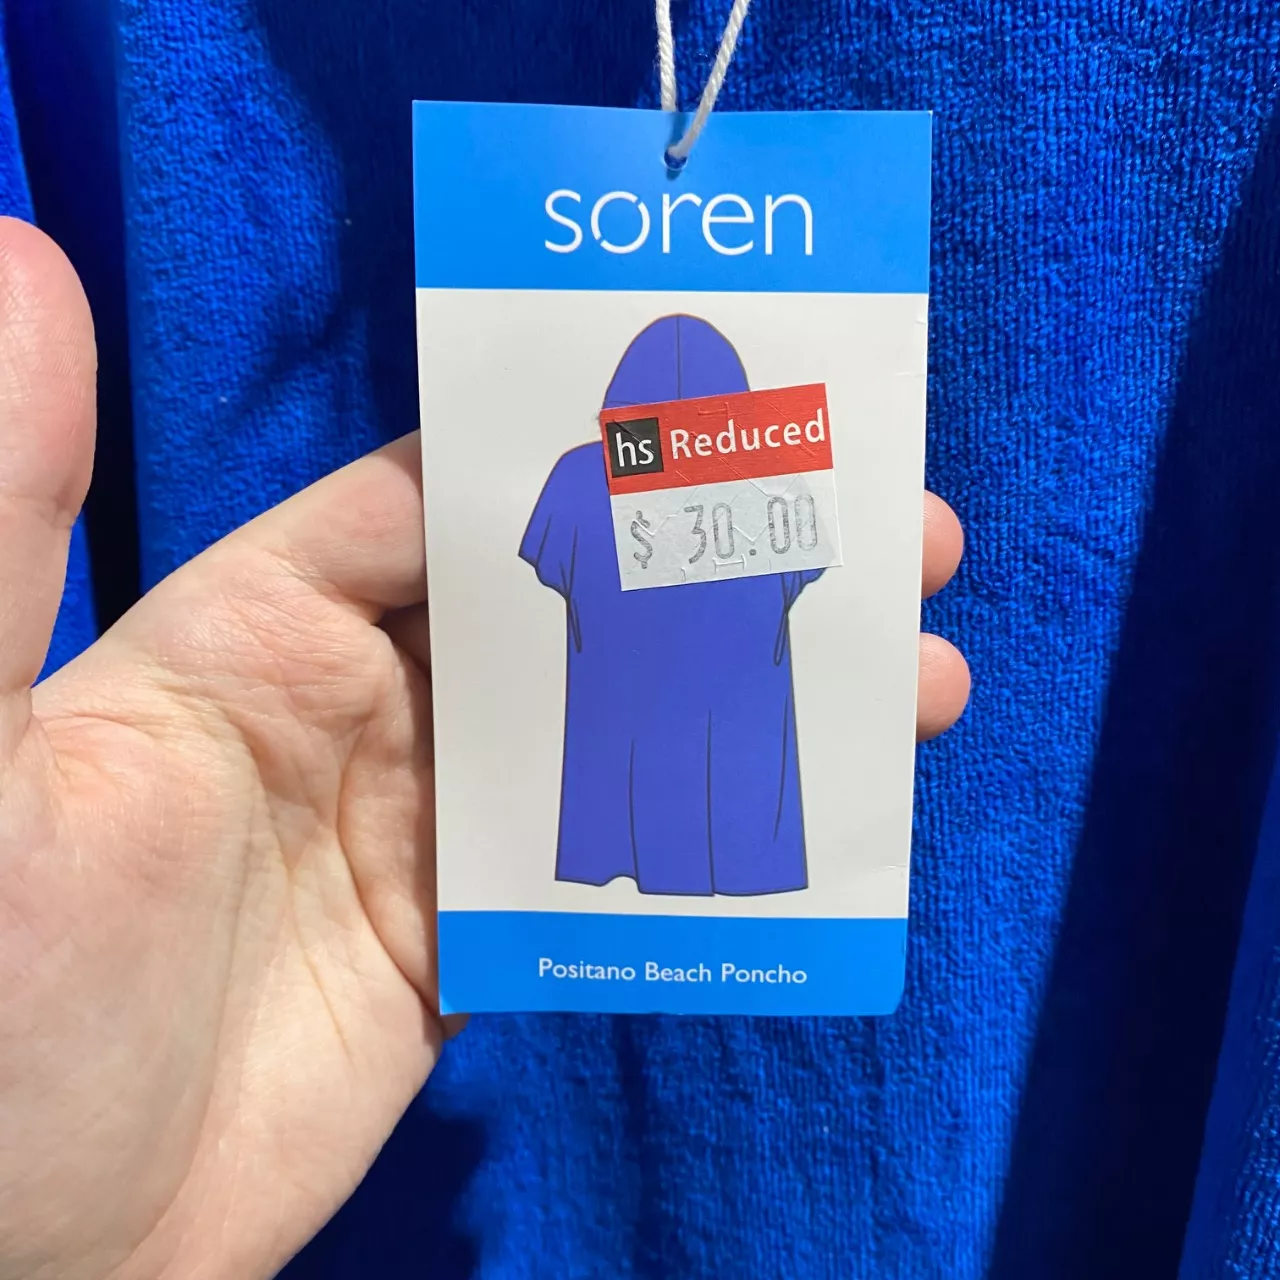 soren
hs Reduced
$ 30.00
Positano Beach Poncho